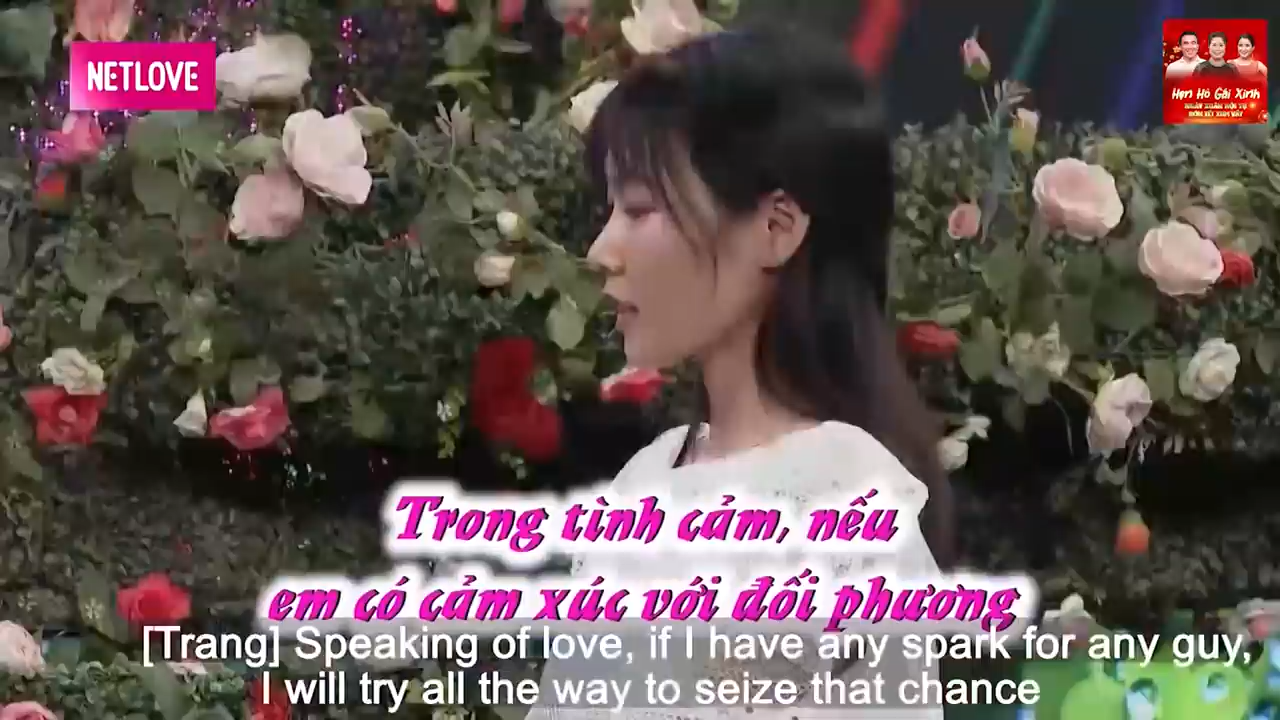 NETLOVE
Hẹn Hò Gái Xinh
Trong tình cảm, nếu
em có cảm xúc với đối phương
[Trang] Speaking of love, if I have any spark for any guy,
I will try all the way to seize that chance